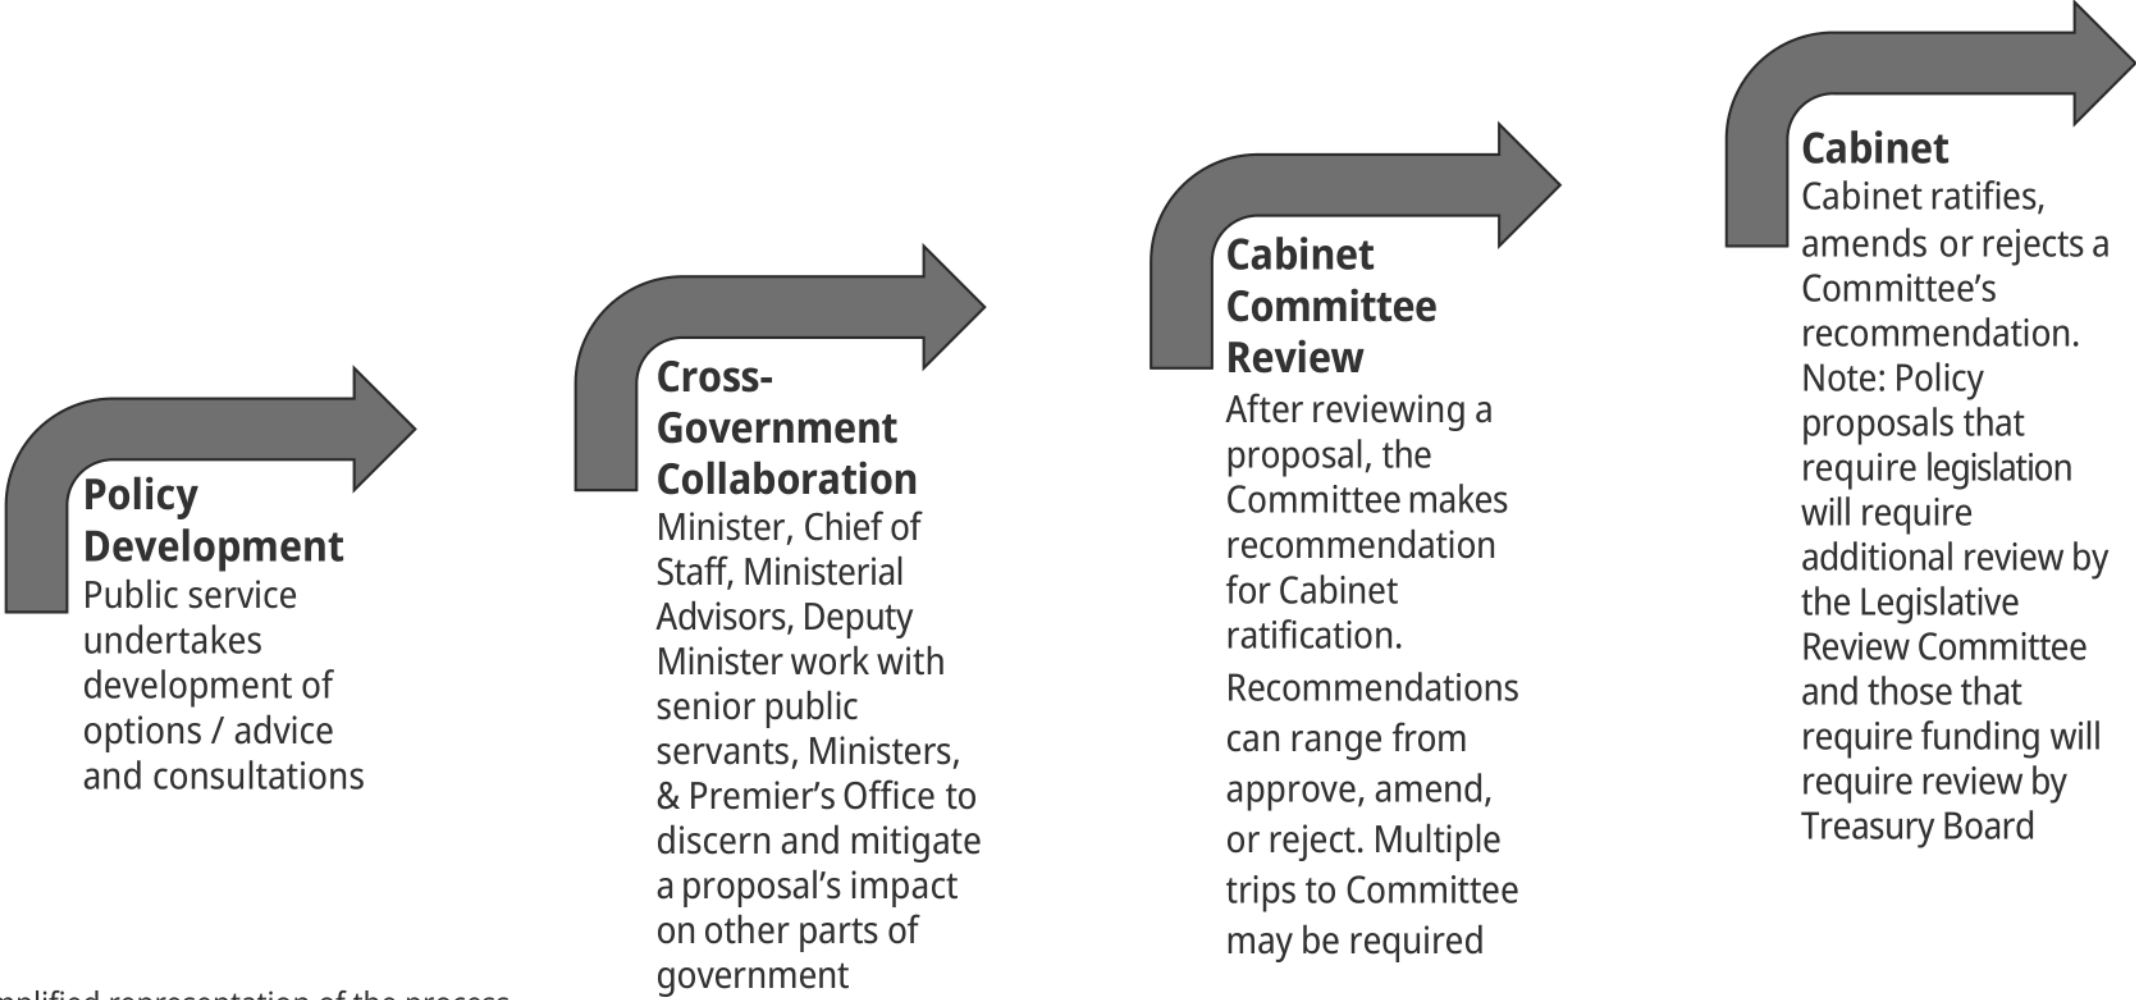 Policy
Development
Public service
undertakes
development of
options / advice
and consultations
Cross-
Government
Collaboration
Minister, Chief of
Staff, Ministerial
Advisors, Deputy
Minister work with
senior public
servants, Ministers,
& Premier’s Office to
discern and mitigate
a proposal’s impact
on other parts of
government
Cabinet
Committee
Review
After reviewing a
proposal, the
Committee makes
recommendation
for Cabinet
ratification.
Recommendations
can range from
approve, amend,
or reject. Multiple
trips to Committee
may be required
Cabinet
Cabinet ratifies,
amends or rejects a
Committee’s
recommendation.
Note: Policy
proposals that
require legislation
will require
additional review by
the Legislative
Review Committee
and those that
require funding will
require review by
Treasury Board
representation of the process